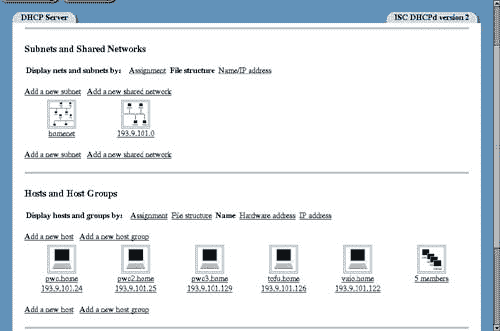 DHCP Server ISC DHCPd version 2
Subnets and Shared Networks
Display nets and subnets by: Assignment File structure Name/IP address
Add a new subnet Add a new shared network
homenet 193.9.101.0
Add a new subnet Add a new shared network
Hosts and Host Groups
Display hosts and groups by: Assignment File structure Name Hardware address IP address
Add a new host Add a new host group
pwo.home pwo2.home pwo3.home tofu.home vaio.home 5 members
193.9.101.24 193.9.101.25 193.9.101.129 193.9.101.126 193.9.101.122
Add a new host Add a new host group